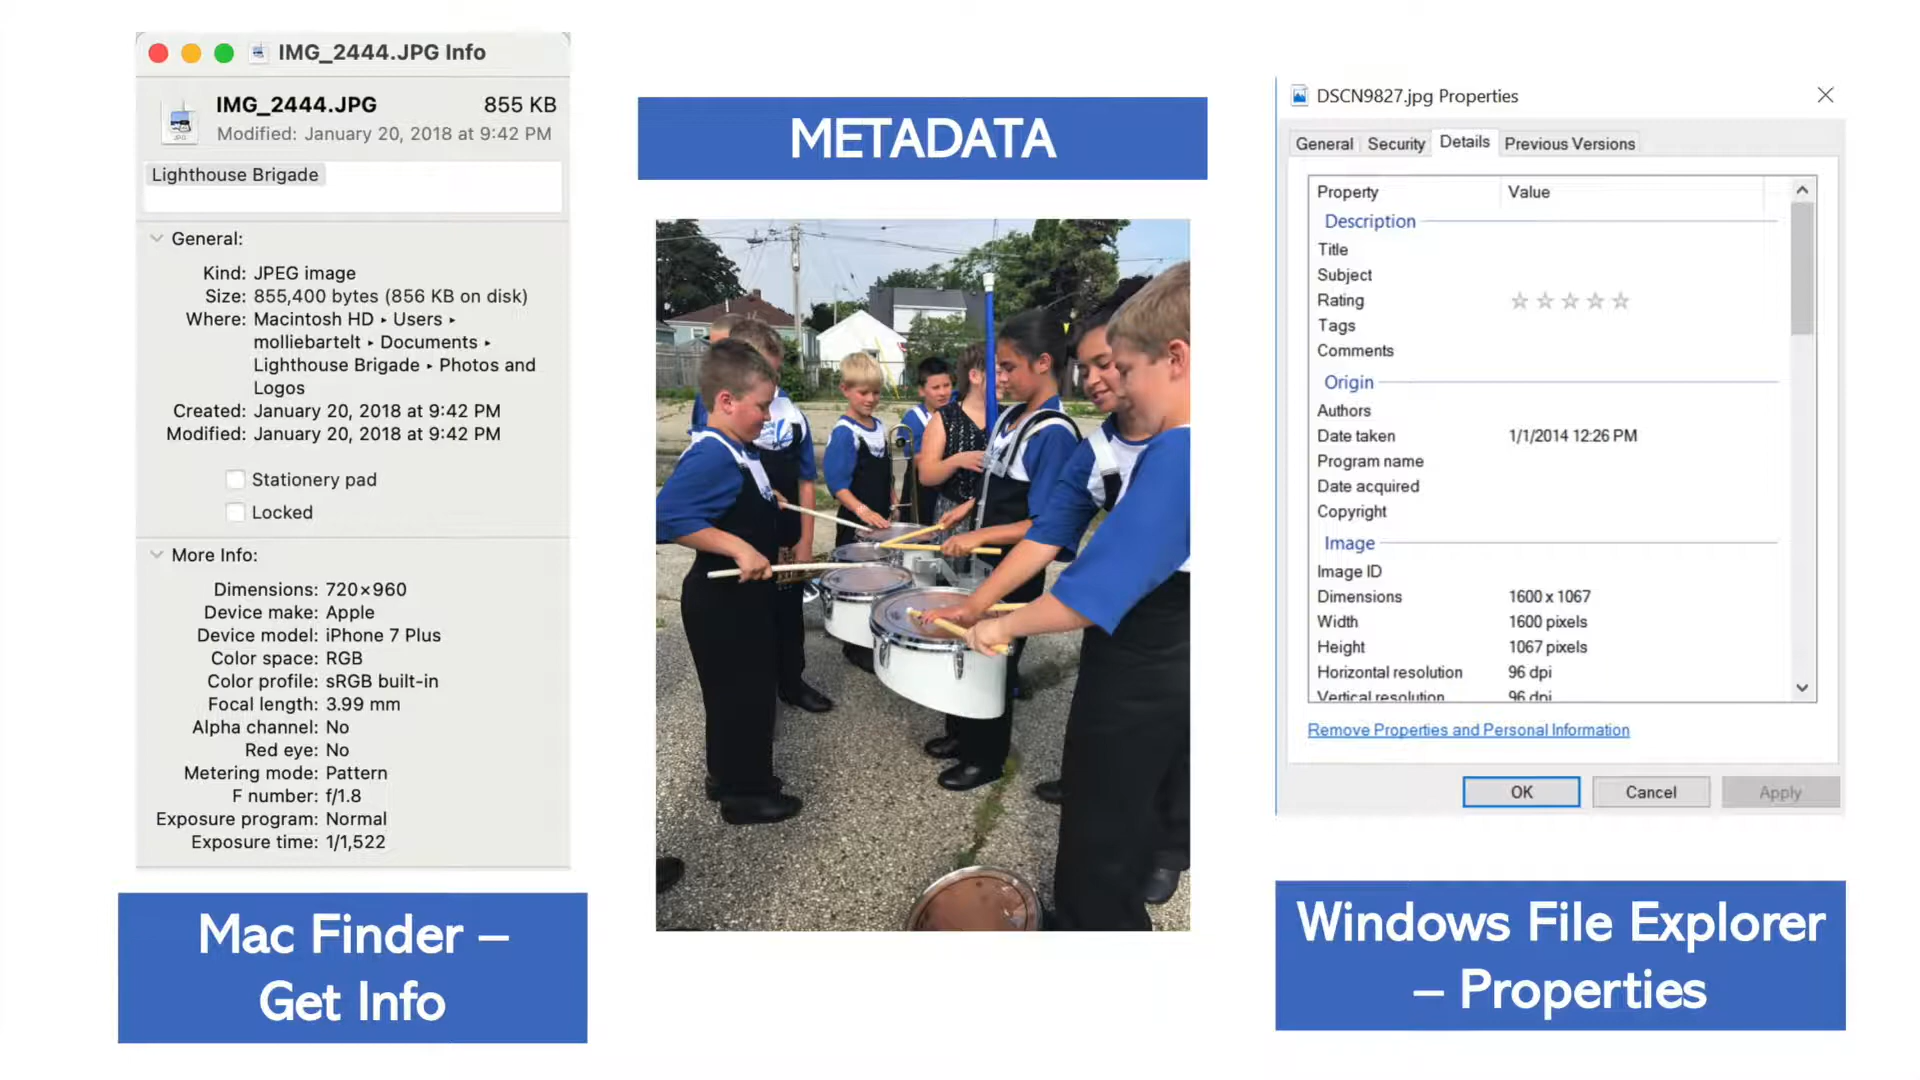 IMG_2444.JPG Info
IMG_2444.JPG 855 KB
Modified: January 20, 2018 at 9:42 PM
Lighthouse Brigade
General:
Kind: JPEG image
Size: 855,400 bytes (856 KB on disk)
Where: Macintosh HD ▸ Users ▸
molliebartelt ▸ Documents ▸
Lighthouse Brigade ▸ Photos and
Logos
Created: January 20, 2018 at 9:42 PM
Modified: January 20, 2018 at 9:42 PM
Stationery pad
Locked
More Info:
Dimensions: 720×960
Device make: Apple
Device model: iPhone 7 Plus
Color space: RGB
Color profile: sRGB built-in
Focal length: 3.99 mm
Alpha channel: No
Red eye: No
Metering mode: Pattern
F number: f/1.8
Exposure program: Normal
Exposure time: 1/1,522
Mac Finder –
Get Info
METADATA
DSCN9827.jpg Properties
General Security Details Previous Versions
Property Value
Description
Title
Subject
Rating
Tags
Comments
Origin
Authors
Date taken 1/1/2014 12:26 PM
Program name
Date acquired
Copyright
Image
Image ID
Dimensions 1600 x 1067
Width 1600 pixels
Height 1067 pixels
Horizontal resolution 96 dpi
Vertical resolution 96 dpi
Remove Properties and Personal Information
OK Cancel Apply
Windows File Explorer
– Properties